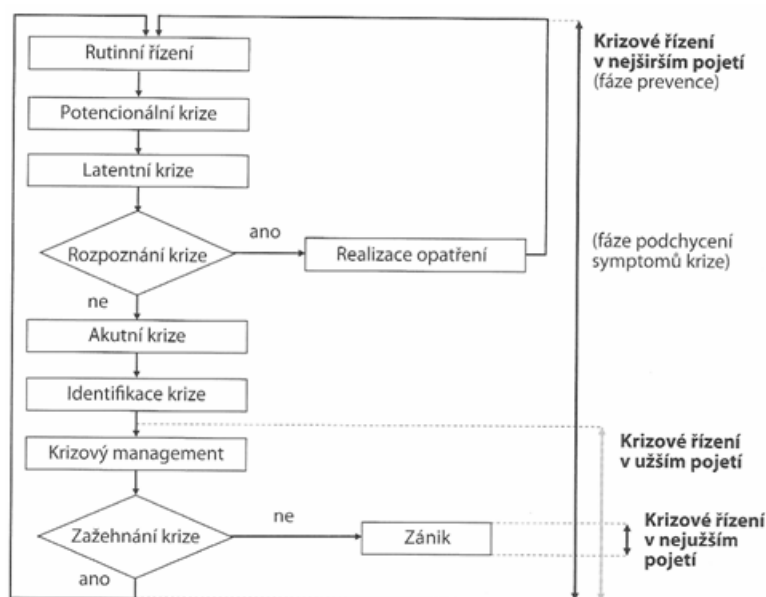 Rutinní řízení
Krizové řízení
v nejširším pojetí
(fáze prevence)
Potencionální krize
Latentní krize
Rozpoznání krize
ano
Realizace opatření
(fáze podchycení
symptomů krize)
ne
Akutní krize
Identifikace krize
Krizové řízení
v užším pojetí
Krizový management
Zažehnání krize
ne
Zánik
Krizové řízení
v nejužším
pojetí
ano